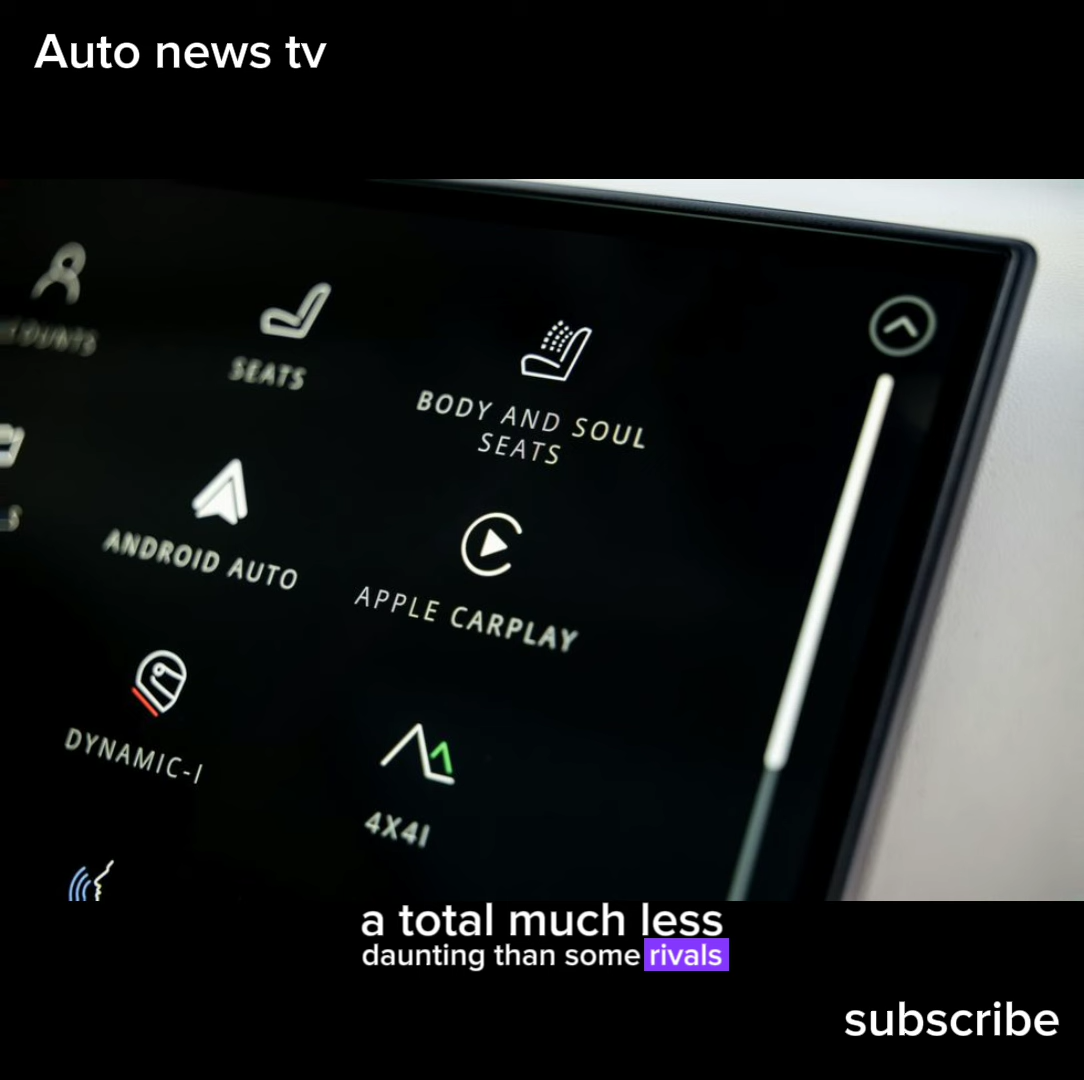 Auto news tv
SEATS
BODY AND SOUL
SEATS
ANDROID AUTO
APPLE CARPLAY
DYNAMIC-I
4X4I
a total much less
daunting than some rivals
subscribe